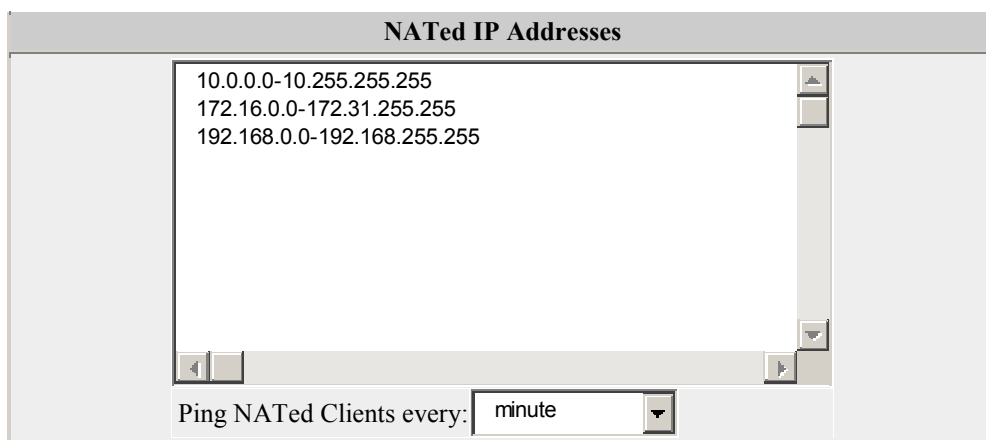 NATed IP Addresses
10.0.0.0-10.255.255.255
172.16.0.0-172.31.255.255
192.168.0.0-192.168.255.255
Ping NATed Clients every: minute